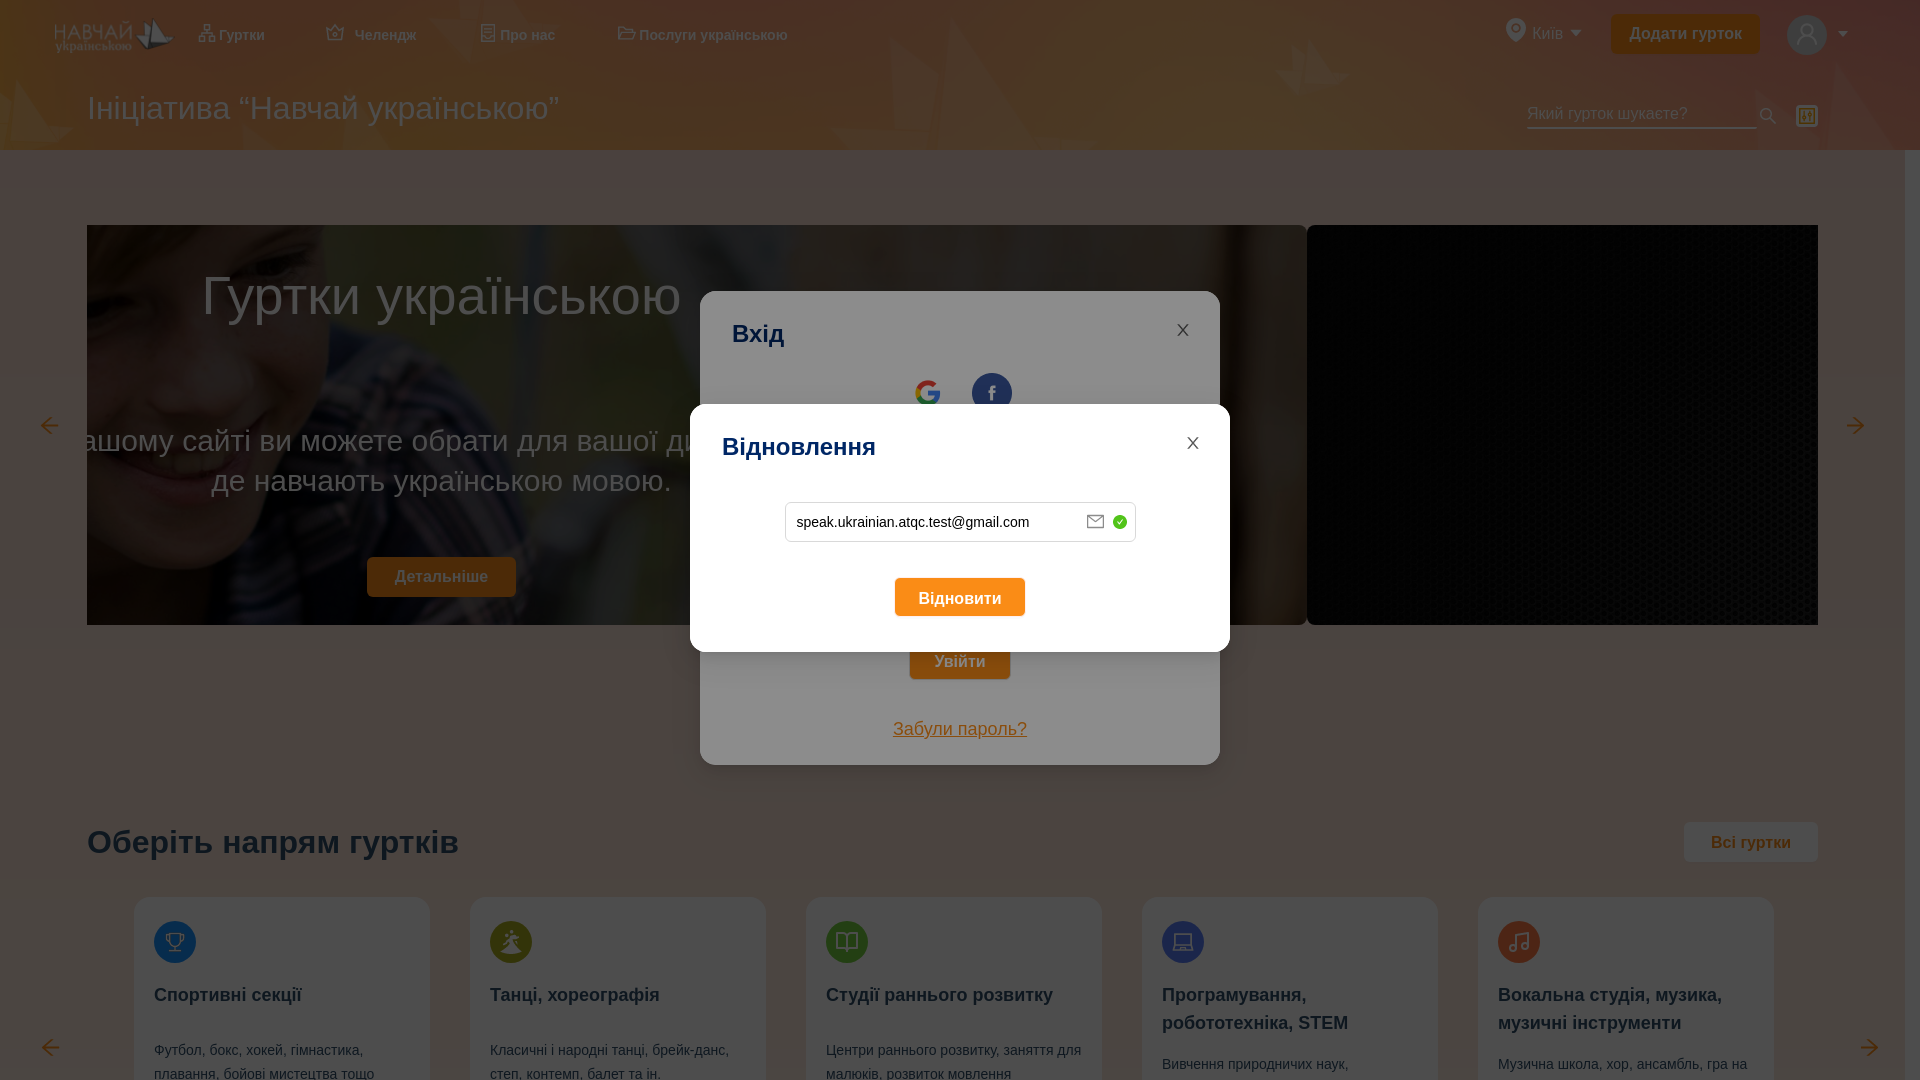 НАВЧАЙ
українською
Гуртки
Челендж
Про нас
Послуги українською
Київ
Додати гурток
Ініціатива “Навчай українською”
Який гурток шукаєте?
Гуртки українською
ашому сайті ви можете обрати для вашої ди
де навчають українською мовою.
Детальніше
Вхід
Відновлення
speak.ukrainian.atqc.test@gmail.com
Відновити
Увійти
Забули пароль?
Оберіть напрям гуртків
Всі гуртки
Спортивні секції
Футбол, бокс, хокей, гімнастика,
плавання, бойові мистецтва тощо
Танці, хореографія
Класичні і народні танці, брейк-данс,
степ, контемп, балет та ін.
Студії раннього розвитку
Центри раннього розвитку, заняття для
малюків, розвиток мовлення
Програмування,
робототехніка, STEM
Вивчення природничих наук,
Вокальна студія, музика,
музичні інструменти
Музична школа, хор, ансамбль, гра на